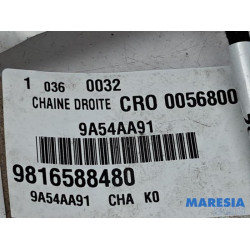 1 036 0032
CHAINE DROITE CRO 0056800
9A54AA91
9816588480
9A54AA91 CHA K0
MARESIA